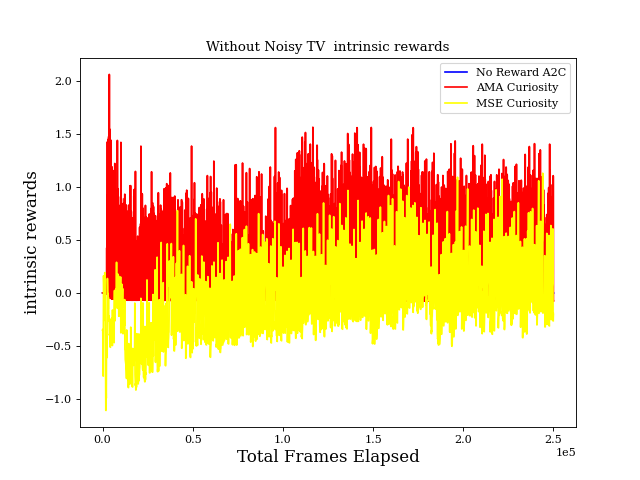 Without Noisy TV  intrinsic rewards
No Reward A2C
AMA Curiosity
MSE Curiosity
intrinsic rewards
2.0
1.5
1.0
0.5
0.0
−0.5
−1.0
0.0 0.5 1.0 1.5 2.0 2.5
1e5
Total Frames Elapsed